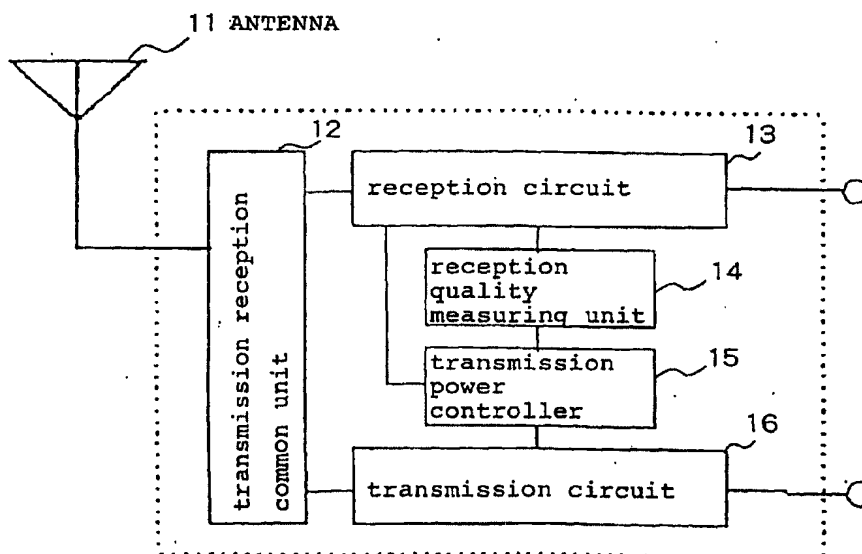 11 ANTENNA
12
13
reception circuit
transmission reception
common unit
reception
quality
measuring unit
14
transmission
power
controller
15
16
transmission circuit